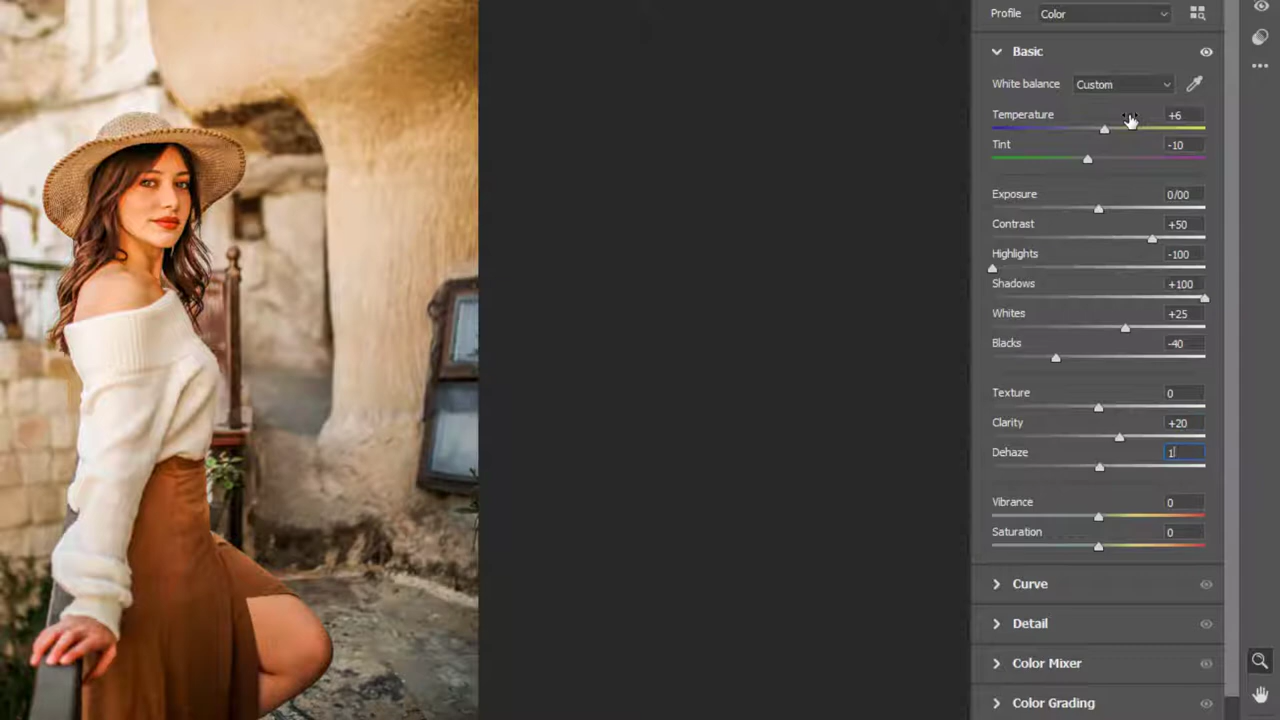 Profile Color
Basic
White balance Custom
Temperature +6
Tint -10
Exposure 0/00
Contrast +50
Highlights -100
Shadows +100
Whites +25
Blacks -40
Texture 0
Clarity +20
Dehaze 1
Vibrance 0
Saturation 0
Curve
Detail
Color Mixer
Color Grading